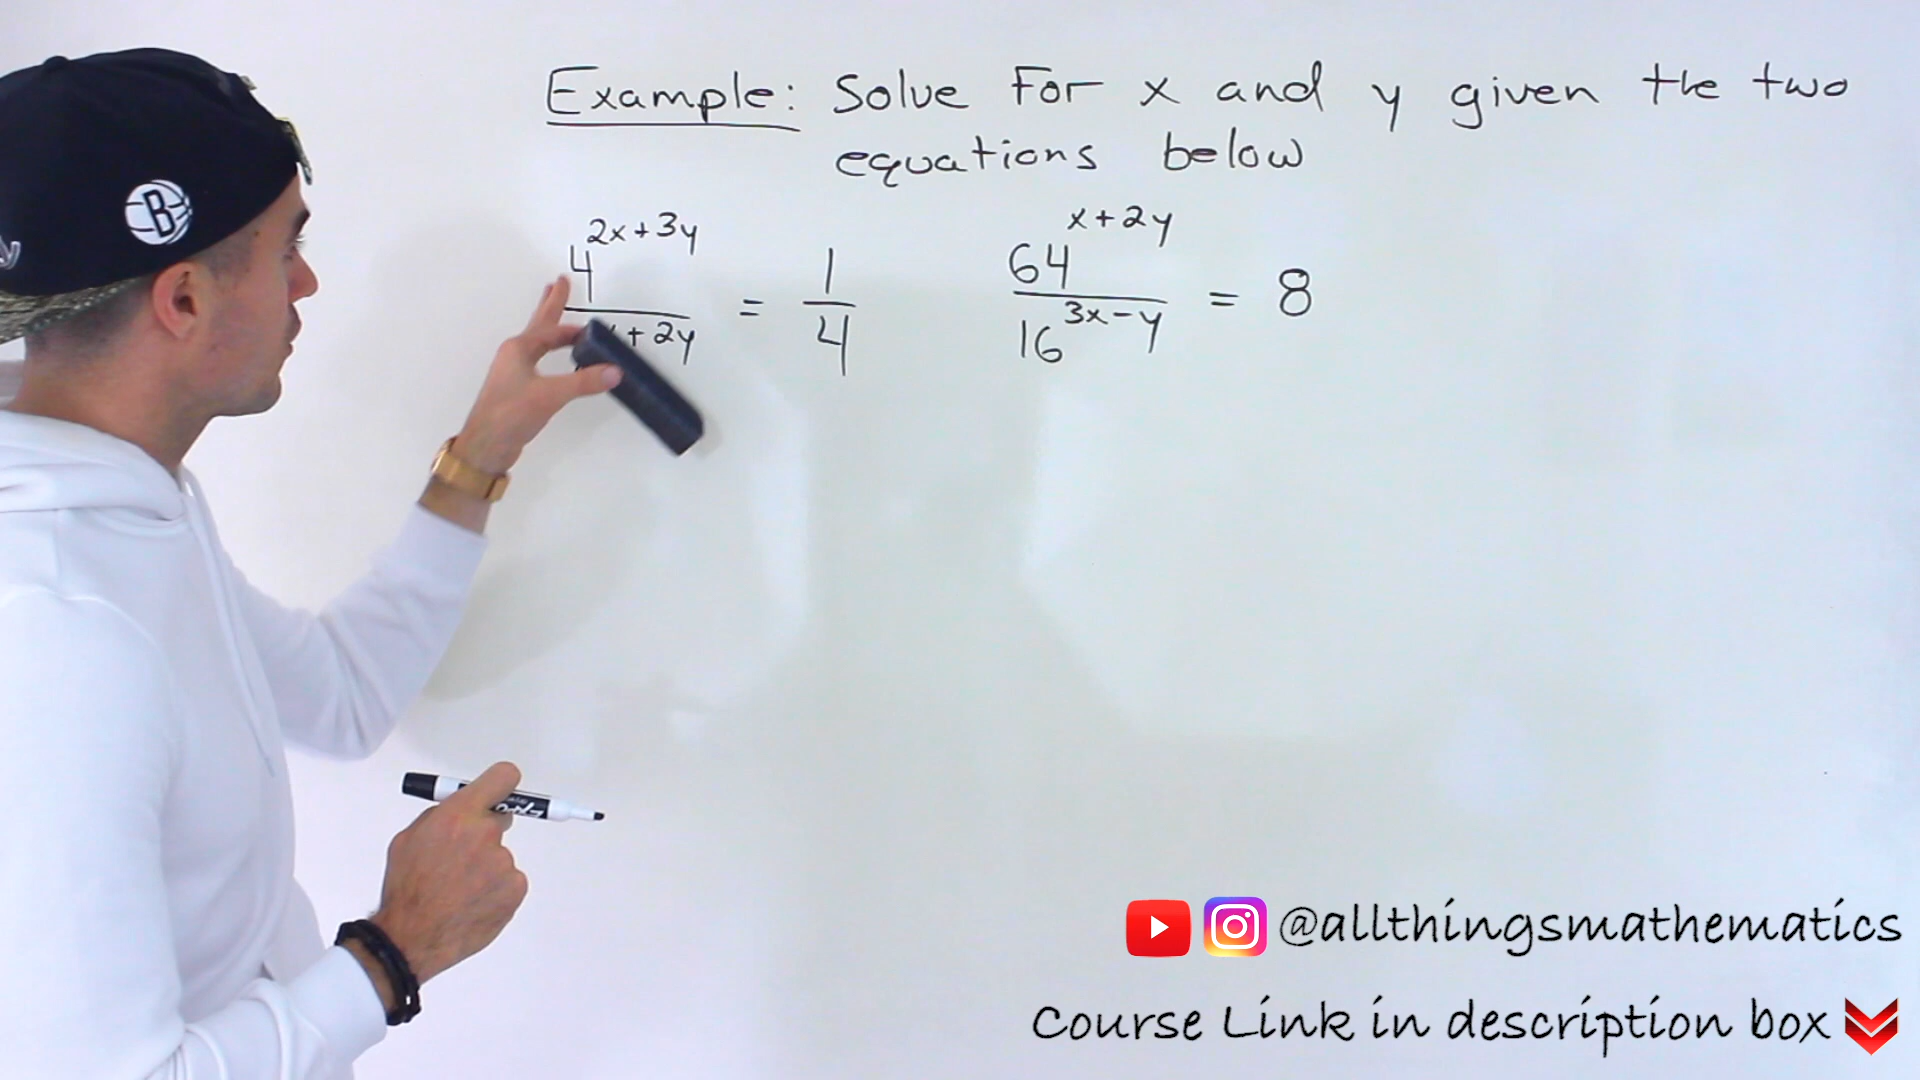 Example: Solve For x and y given the two
equations below
4^{2x+3y} / + 2y = 1/4
64^{x+2y} / 16^{3x-y} = 8
B
EXPO
@allthingsmathematics
Course Link in description box